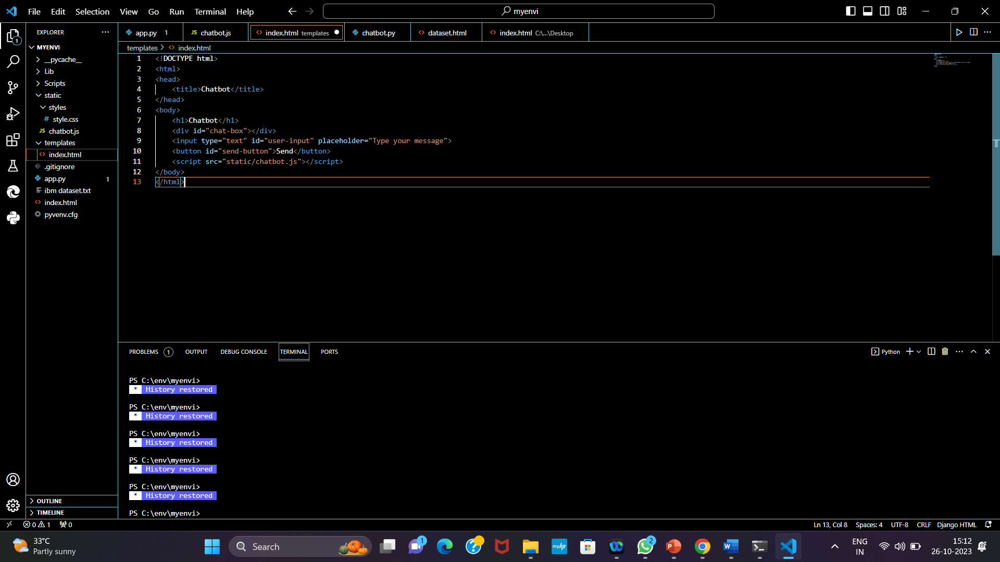 File Edit Selection View Go Run Terminal Help
myenvi
EXPLORER
app.py 1
JS chatbot.js
index.html templates
chatbot.py
dataset.html
index.html C:\...\Desktop
MYENVI
__pycache__
Lib
Scripts
static
styles
# style.css
JS chatbot.js
templates
index.html
.gitignore
app.py 1
ibm dataset.txt
index.html
pyvenv.cfg
OUTLINE
TIMELINE
templates > index.html
1 <!DOCTYPE html>
2 <html>
3 <head>
4 <title>Chatbot</title>
5 </head>
6 <body>
7 <h1>Chatbot</h1>
8 <div id="chat-box"></div>
9 <input type="text" id="user-input" placeholder="Type your message">
10 <button id="send-button">Send</button>
11 <script src="static/chatbot.js"></script>
12 </body>
13 </html>
PROBLEMS 1 OUTPUT DEBUG CONSOLE TERMINAL PORTS
Python
PS C:\env\myenvi>
* History restored
PS C:\env\myenvi>
* History restored
PS C:\env\myenvi>
* History restored
PS C:\env\myenvi>
* History restored
PS C:\env\myenvi>
* History restored
PS C:\env\myenvi>
0 1 0
Ln 13, Col 8 Spaces: 4 UTF-8 CRLF Django HTML
33°C
Partly sunny
Search
1
myhp
2
ENG
IN
15:12
26-10-2023